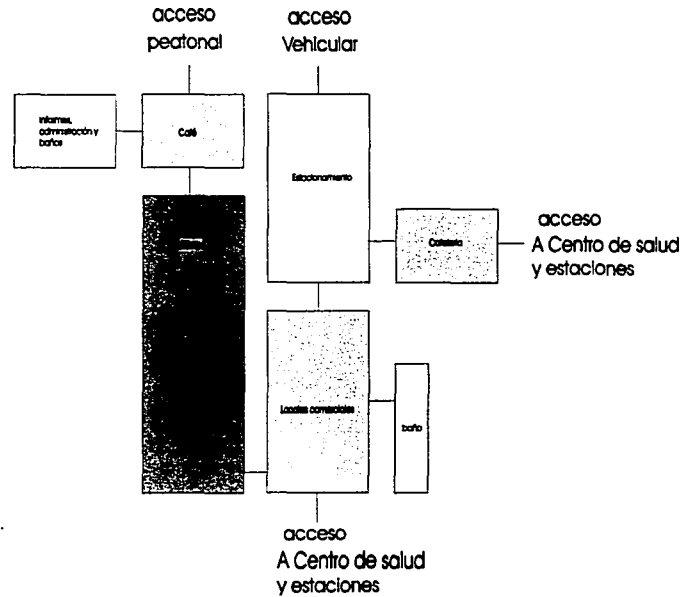 acceso
peatonal
acceso
Vehicular
Informes,
administración y
baños
Café
Estacionamiento
Cafetería
acceso
A Centro de salud
y estaciones
Locales comerciales
baño
acceso
A Centro de salud
y estaciones